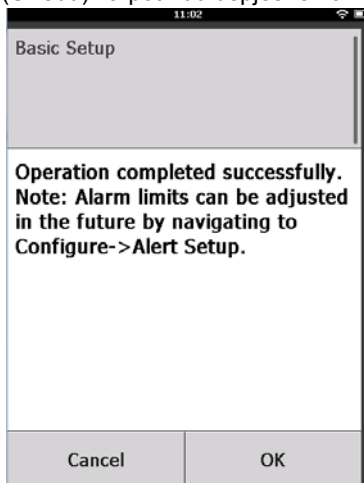 11:02
Basic Setup
Operation completed successfully.
Note: Alarm limits can be adjusted
in the future by navigating to
Configure->Alert Setup.
Cancel
OK